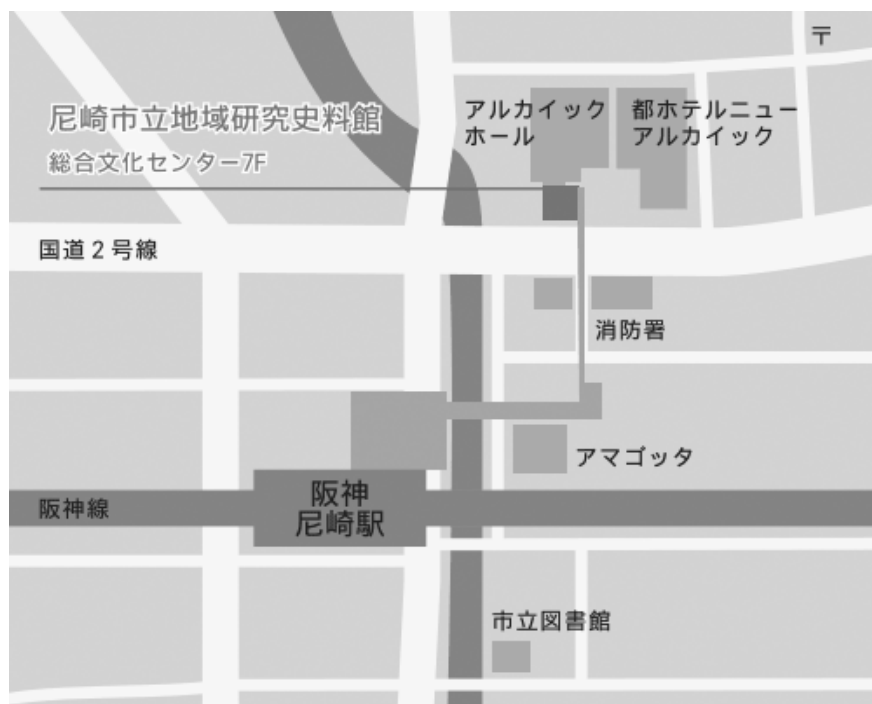 〒
アルカイック
ホール
都ホテルニュー
アルカイック
尼崎市立地域研究史料館
総合文化センター7F
国道２号線
消防署
アマゴッタ
阪神
尼崎駅
阪神線
市立図書館